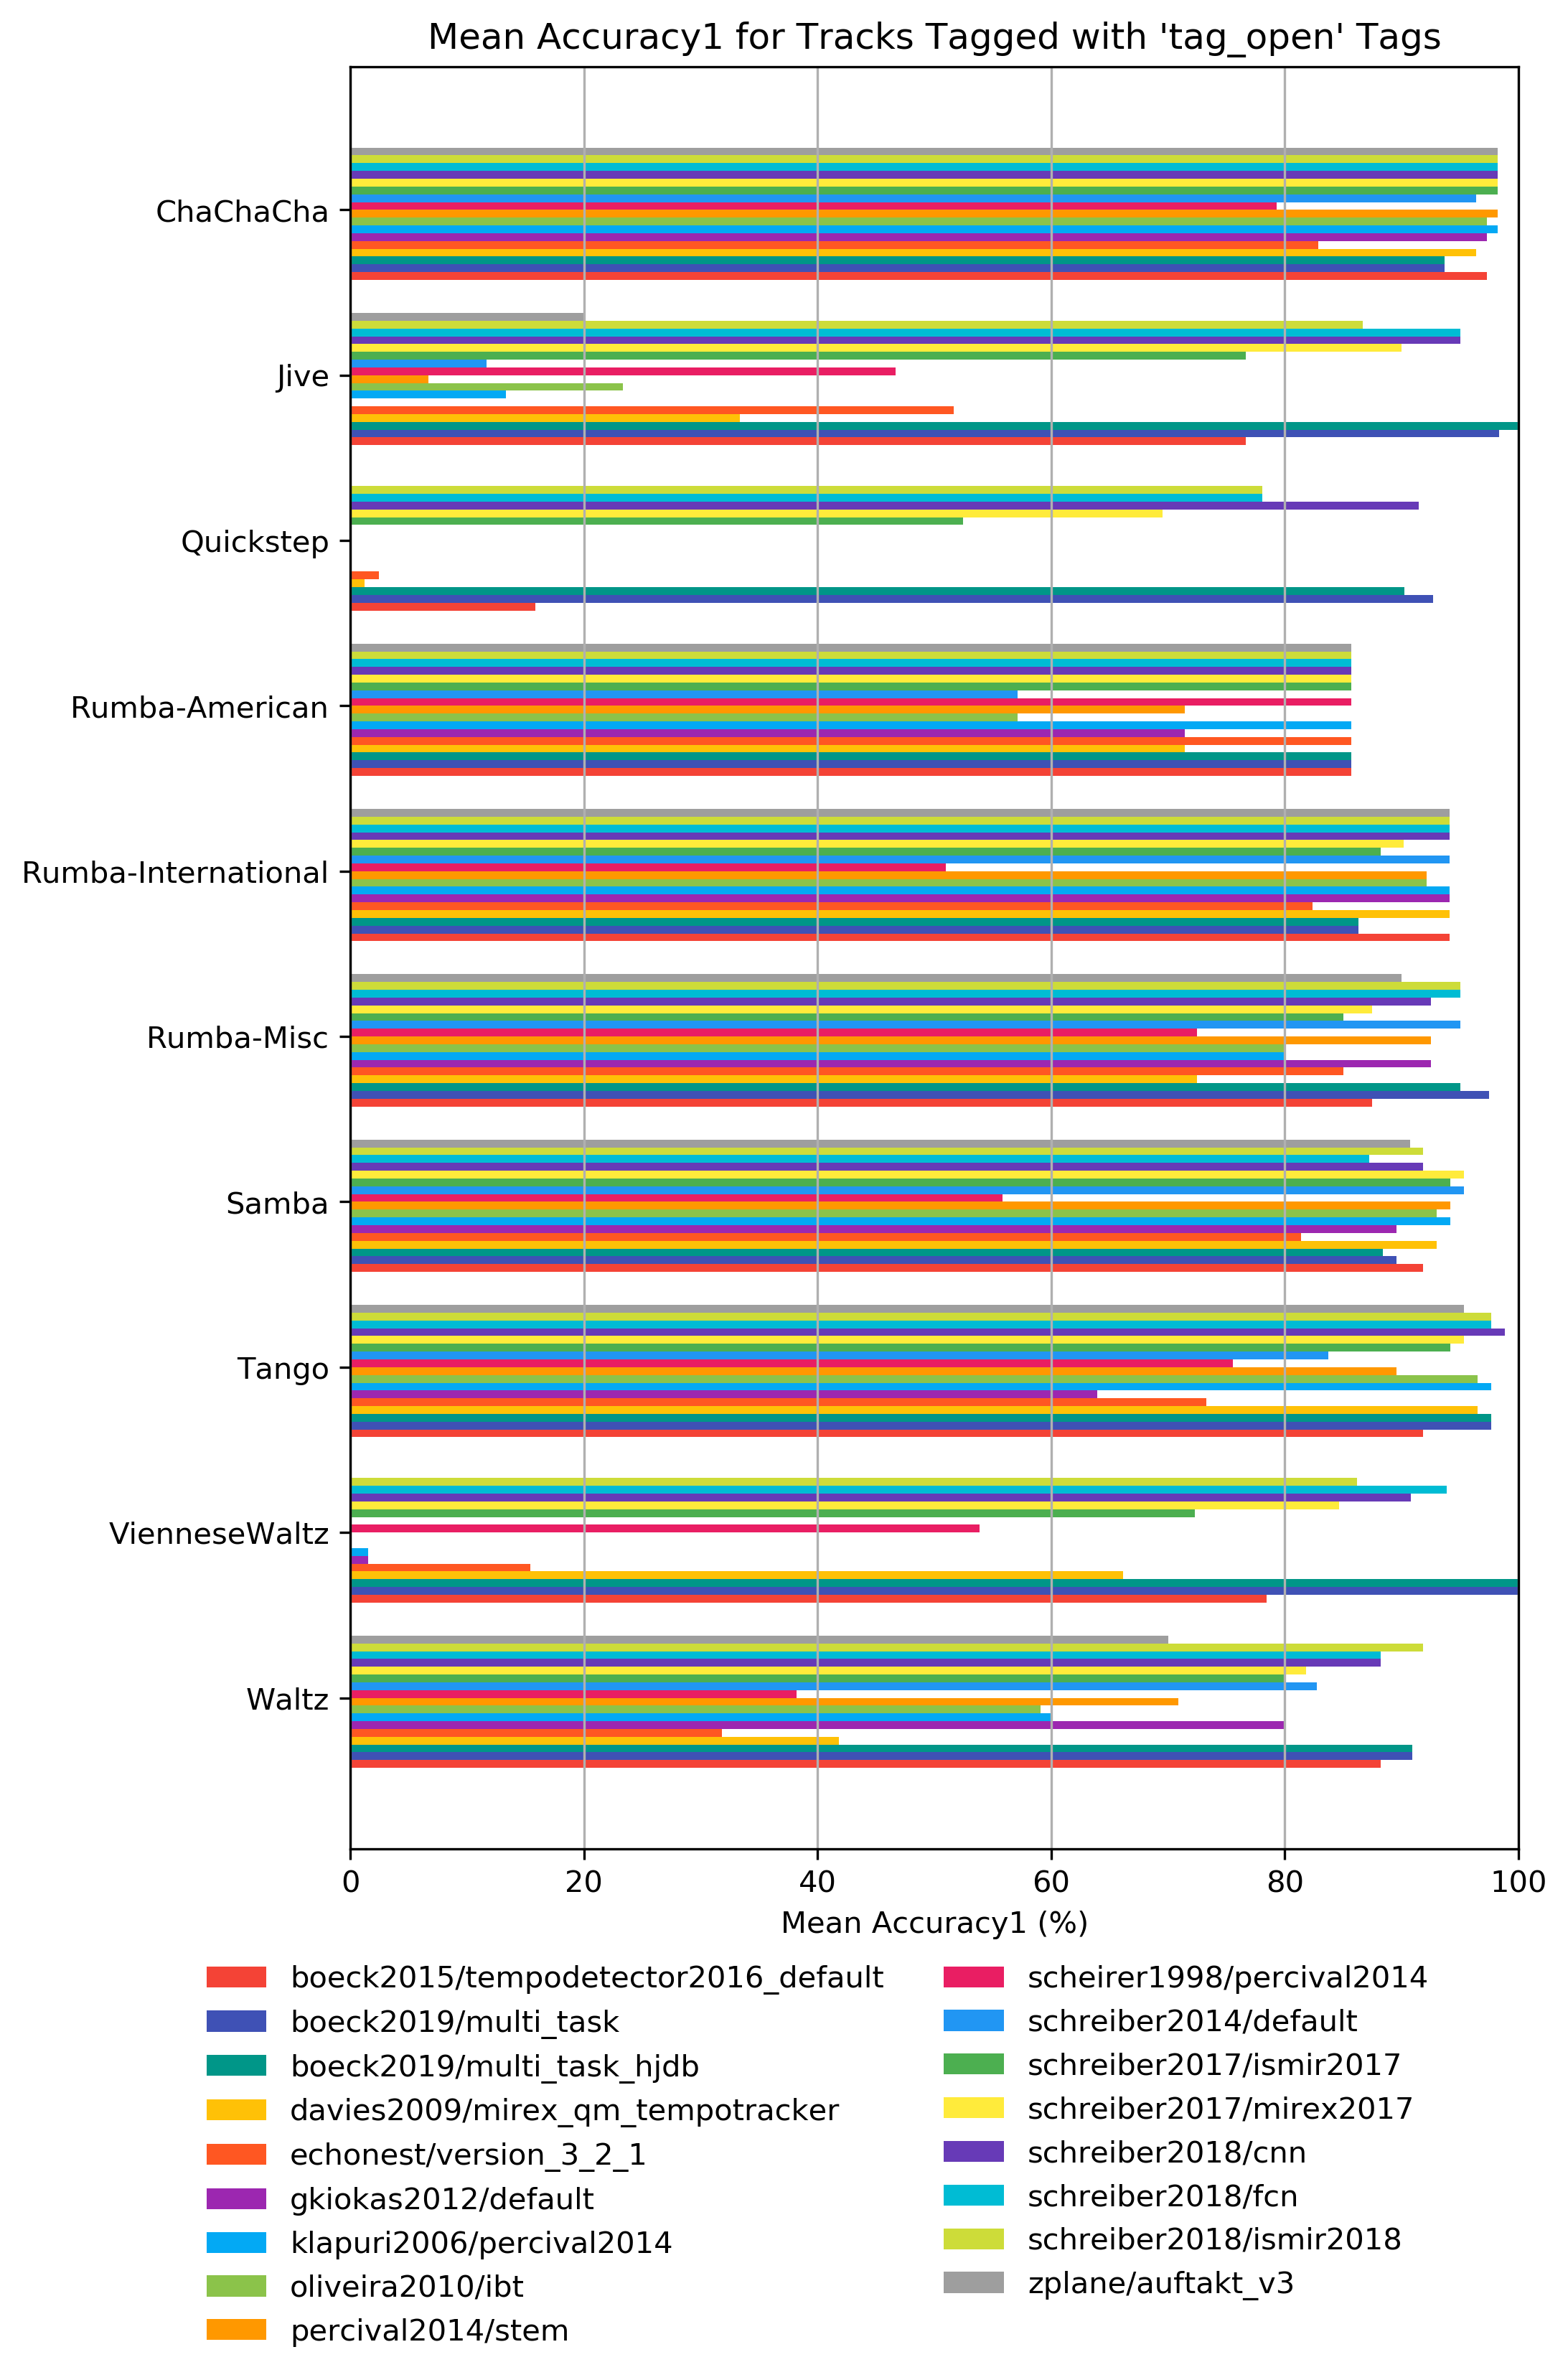 Mean Accuracy1 for Tracks Tagged with 'tag_open' Tags
ChaChaCha
Jive
Quickstep
Rumba-American
Rumba-International
Rumba-Misc
Samba
Tango
VienneseWaltz
Waltz
0 20 40 60 80 100
Mean Accuracy1 (%)
boeck2015/tempodetector2016_default
boeck2019/multi_task
boeck2019/multi_task_hjdb
davies2009/mirex_qm_tempotracker
echonest/version_3_2_1
gkiokas2012/default
klapuri2006/percival2014
oliveira2010/ibt
percival2014/stem
scheirer1998/percival2014
schreiber2014/default
schreiber2017/ismir2017
schreiber2017/mirex2017
schreiber2018/cnn
schreiber2018/fcn
schreiber2018/ismir2018
zplane/auftakt_v3